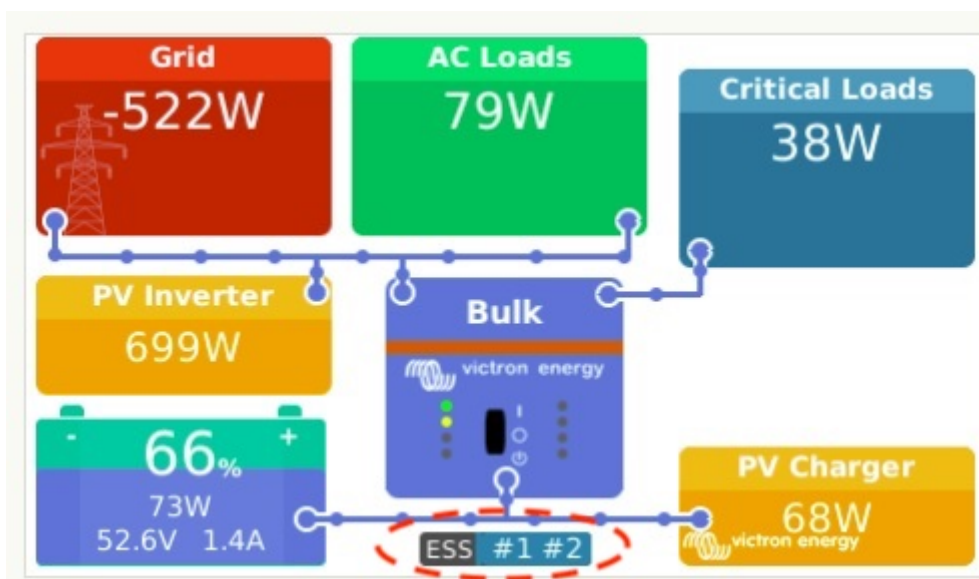 Grid
-522W
AC Loads
79W
Critical Loads
38W
PV Inverter
699W
Bulk
victron energy
- +
66%
73W
52.6V 1.4A
PV Charger
68W
victron energy
ESS #1 #2